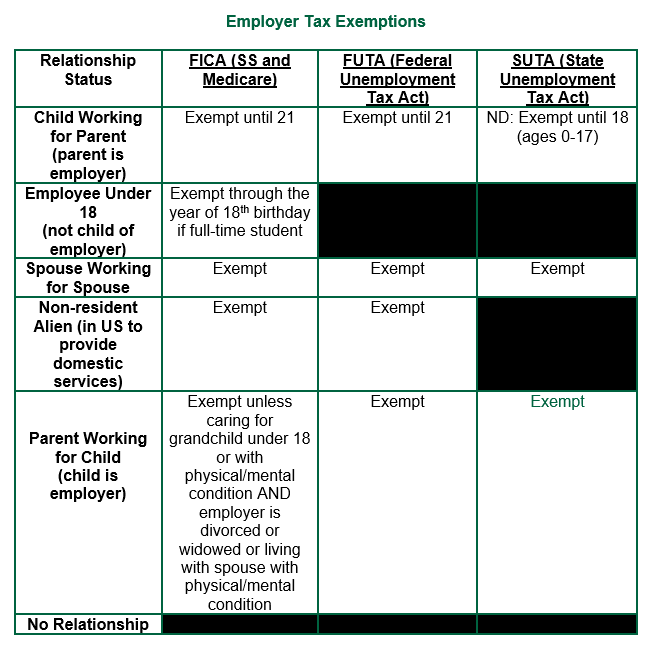 Employer Tax Exemptions
Relationship
Status
FICA (SS and
Medicare)
FUTA (Federal
Unemployment
Tax Act)
SUTA (State
Unemployment
Tax Act)
Child Working
for Parent
(parent is
employer)
Exempt until 21
Exempt until 21
ND: Exempt until 18
(ages 0-17)
Employee Under
18
(not child of
employer)
Exempt through the
year of 18th birthday
if full-time student
Spouse Working
for Spouse
Exempt
Exempt
Exempt
Non-resident
Alien (in US to
provide
domestic
services)
Exempt
Exempt
Parent Working
for Child
(child is
employer)
Exempt unless
caring for
grandchild under 18
or with
physical/mental
condition AND
employer is
divorced or
widowed or living
with spouse with
physical/mental
condition
Exempt
Exempt
No Relationship